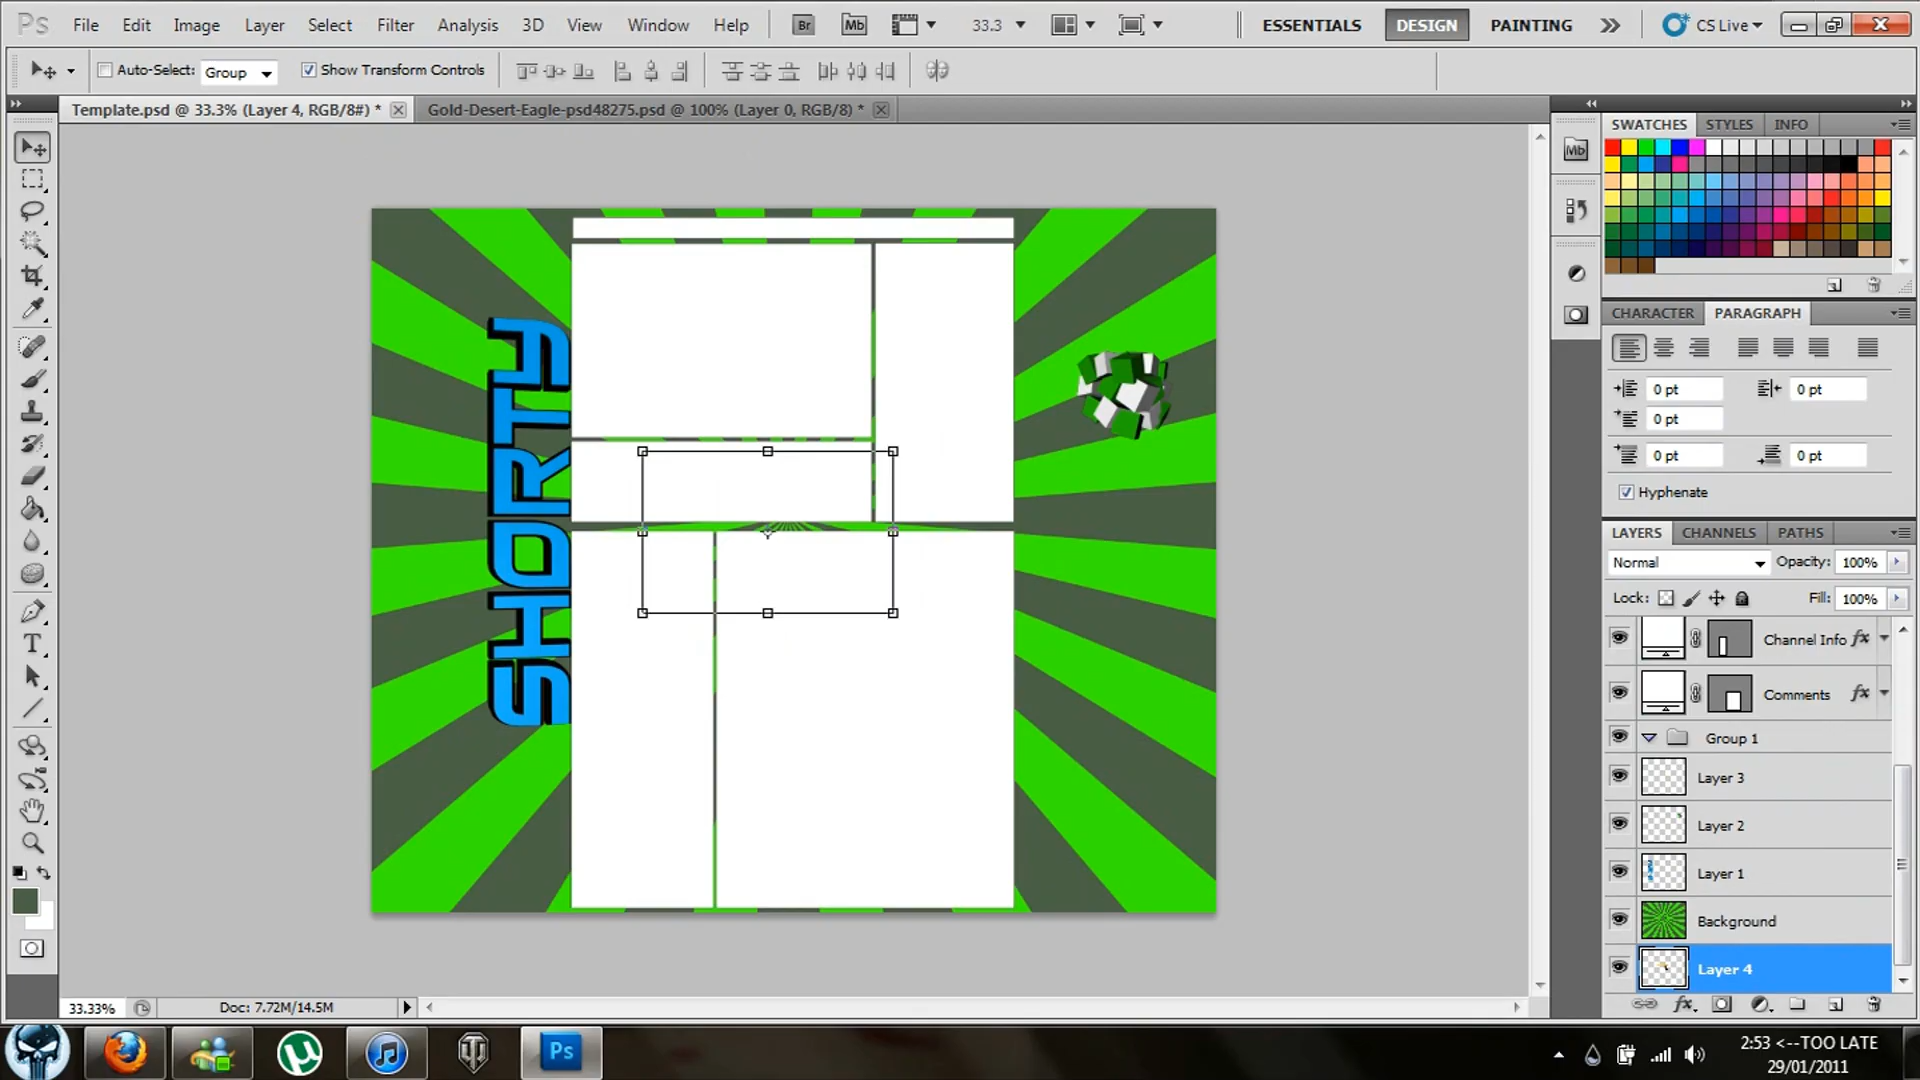 Ps File Edit Image Layer Select Filter Analysis 3D View Window Help Br Mb 33.3 ESSENTIALS DESIGN PAINTING CS Live
Auto-Select: Group Show Transform Controls
Template.psd @ 33.3% (Layer 4, RGB/8#) * Gold-Desert-Eagle-psd48275.psd @ 100% (Layer 0, RGB/8) *
SWATCHES STYLES INFO
Mb
SHORTY
CHARACTER PARAGRAPH
0 pt 0 pt
0 pt
0 pt 0 pt
Hyphenate
LAYERS CHANNELS PATHS
Normal Opacity: 100%
Lock: Fill: 100%
Channel Info fx
Comments fx
Group 1
Layer 3
Layer 2
Layer 1
Background
Layer 4
T
33.33% Doc: 7.72M/14.5M
fx
Ps
2:53 <--TOO LATE
29/01/2011